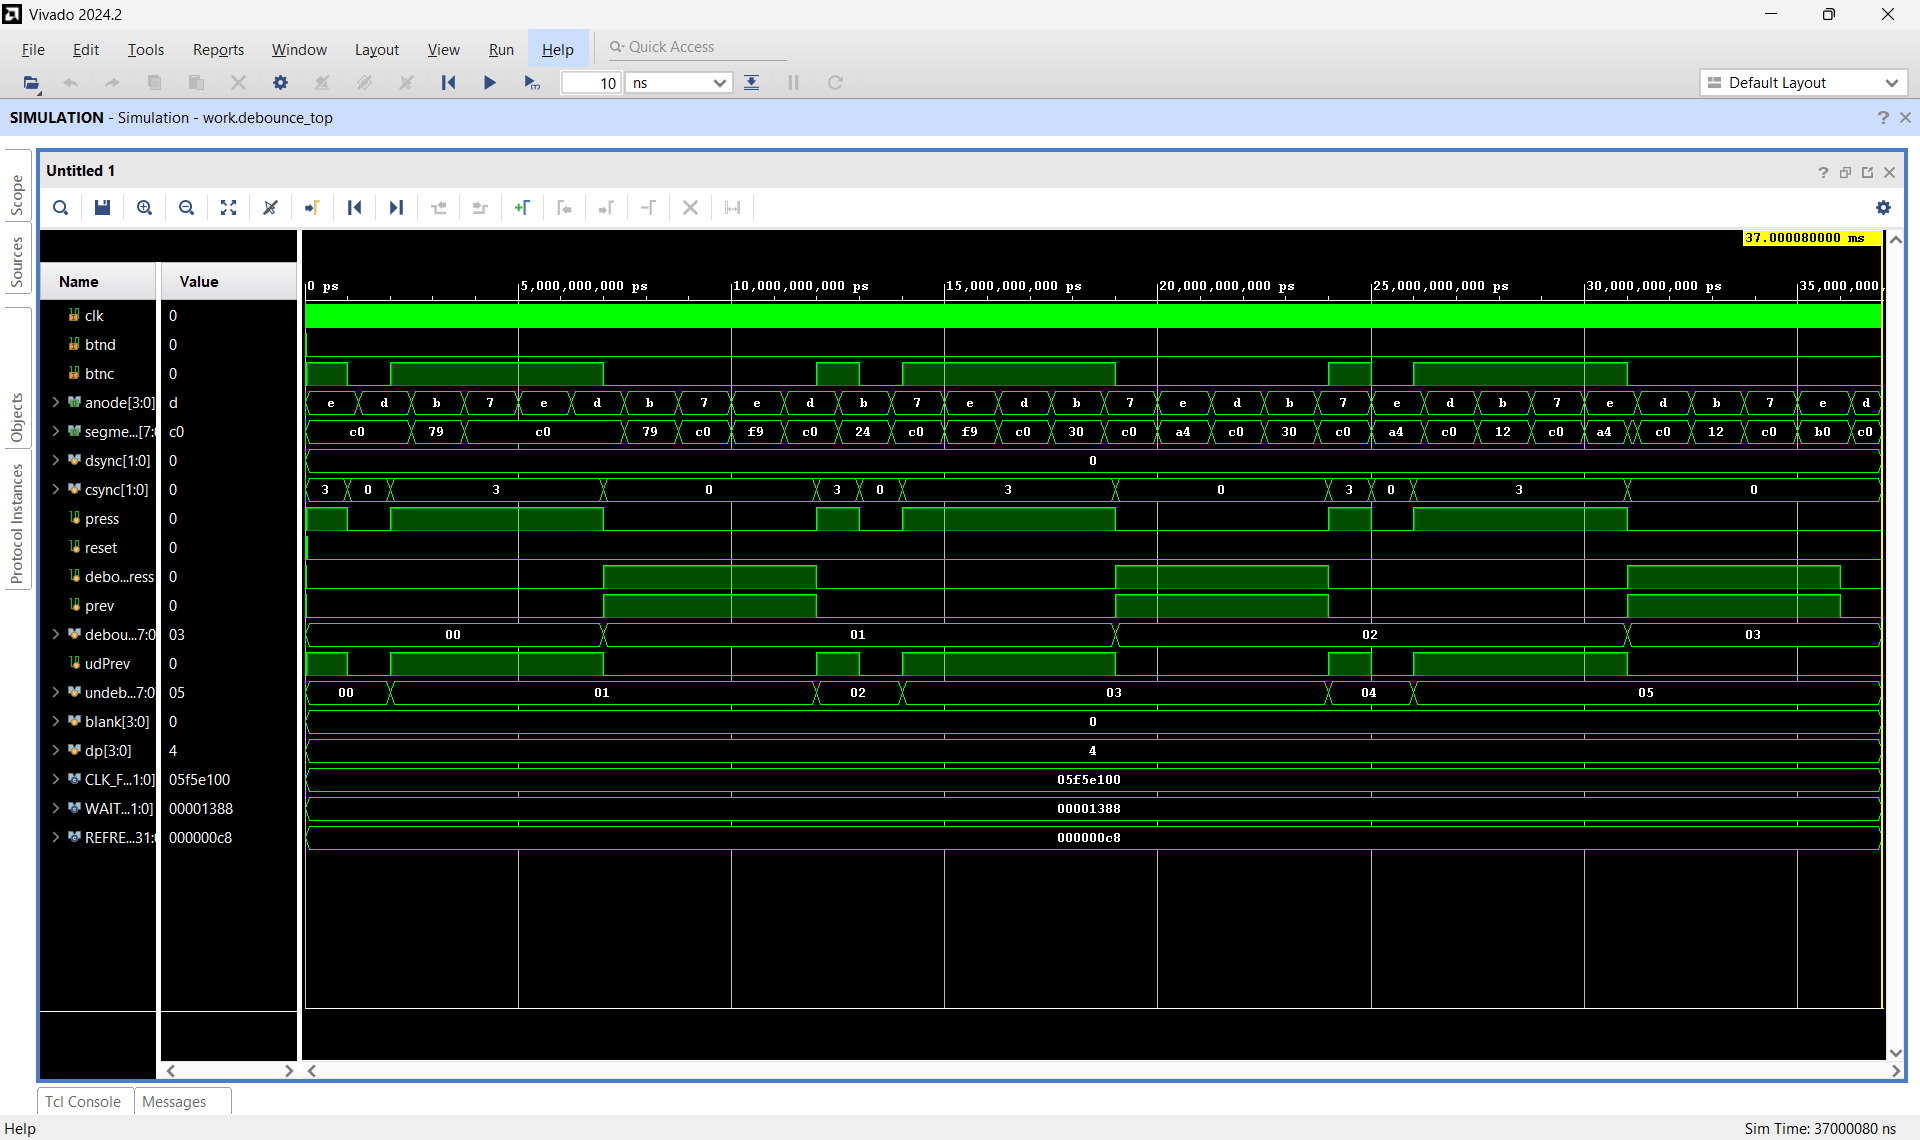 Vivado 2024.2
File Edit Tools Reports Window Layout View Run Help Quick Access
10 ns Default Layout
SIMULATION - Simulation - work.debounce_top
Scope
Sources
Objects
Protocol Instances
Untitled 1
37.000080000 ms
Name Value
0 ps 5,000,000,000 ps 10,000,000,000 ps 15,000,000,000 ps 20,000,000,000 ps 25,000,000,000 ps 30,000,000,000 ps 35,000,000,
clk 0
btnd 0
btnc 0
anode[3:0] d e d b 7 e d b 7 e d b 7 e d b 7 e d b 7 e d b 7 e d b 7 e d
segme...[7:0 c0 c0 79 c0 79 c0 f9 c0 24 c0 f9 c0 30 c0 a4 c0 30 c0 a4 c0 12 c0 a4 c0 12 c0 b0 c0
dsync[1:0] 0 0
csync[1:0] 0 3 0 3 0 3 0 3 0 3 0 3 0
press 0
reset 0
debo...ress 0
prev 0
debou...7:0 03 00 01 02 03
udPrev 0
undeb...7:0 05 00 01 02 03 04 05
blank[3:0] 0 0
dp[3:0] 4 4
CLK_F...1:0] 05f5e100 05f5e100
WAIT...1:0] 00001388 00001388
REFRE...31:0 000000c8 000000c8
Tcl Console Messages
Help Sim Time: 37000080 ns